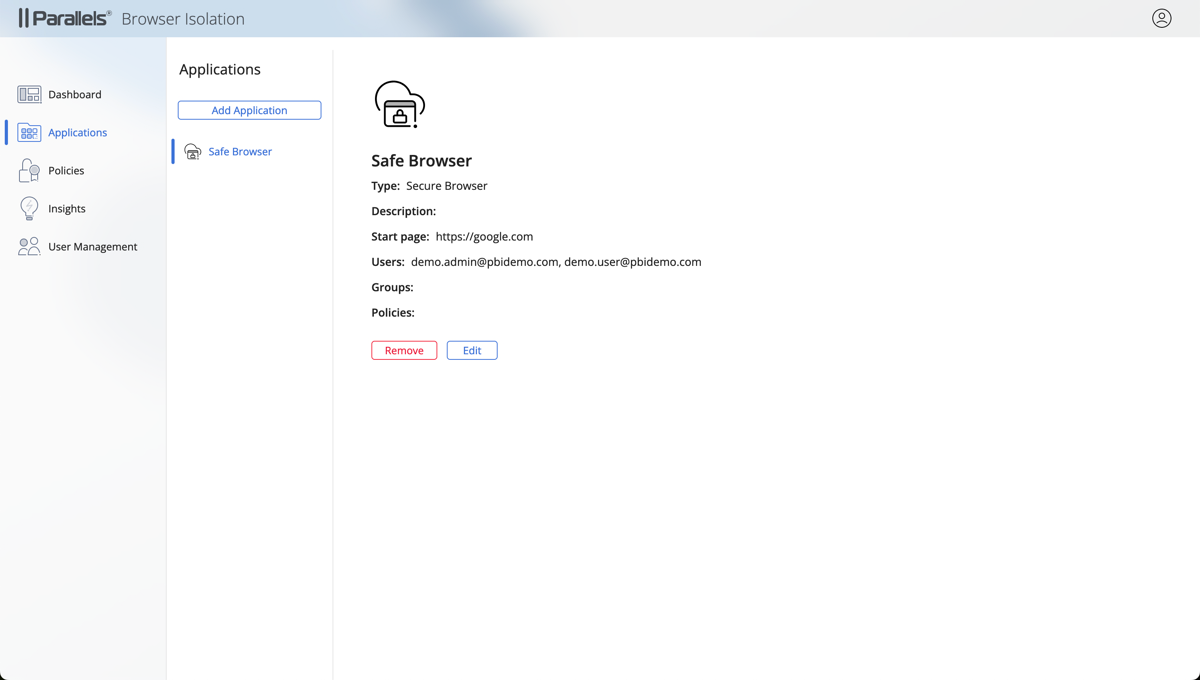 Parallels® Browser Isolation
Dashboard
Applications
Policies
Insights
User Management
Applications
Add Application
Safe Browser
Safe Browser
Type: Secure Browser
Description:
Start page: https://google.com
Users: demo.admin@pbidemo.com, demo.user@pbidemo.com
Groups:
Policies:
Remove Edit